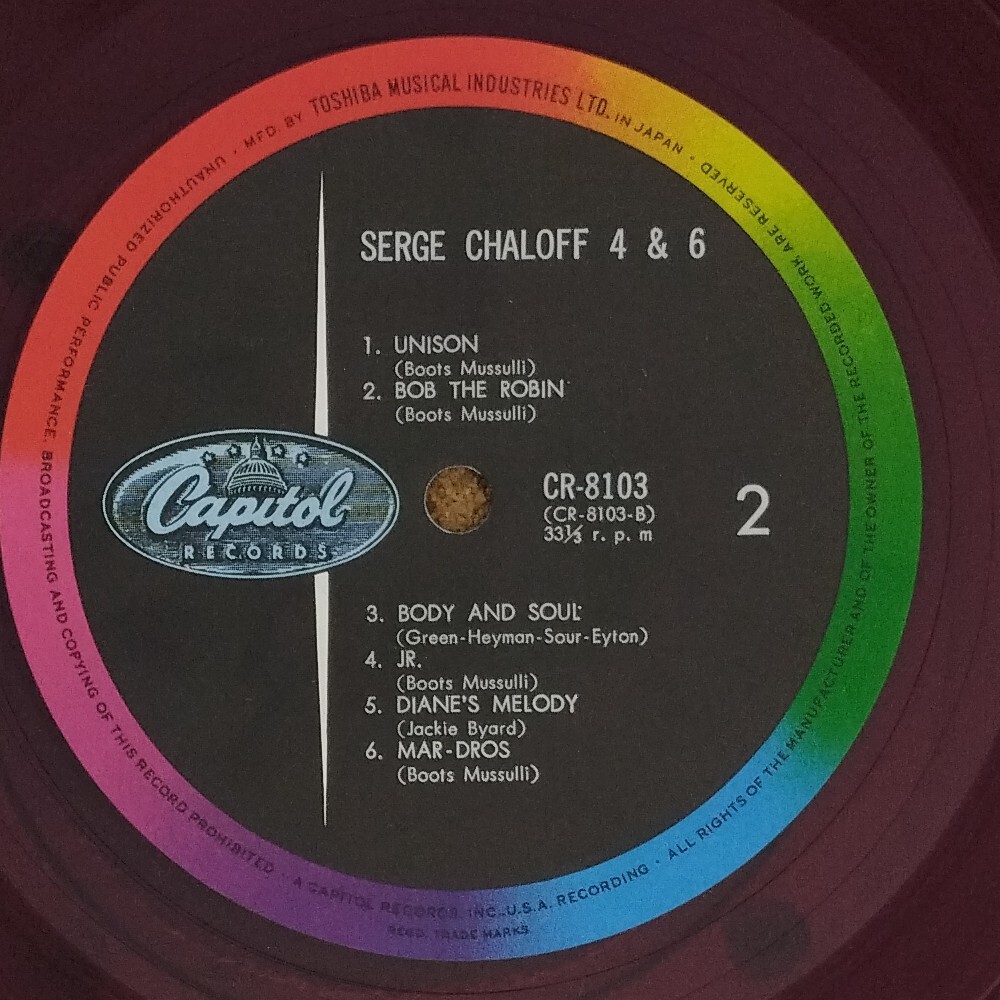 MFD. BY TOSHIBA MUSICAL INDUSTRIES LTD. IN JAPAN · ALL RIGHTS OF THE MANUFACTURER AND OF THE OWNER OF THE RECORDED WORK ARE RESERVED · UNAUTHORIZED PUBLIC PERFORMANCE, BROADCASTING AND COPYING OF THIS RECORD PROHIBITED · A CAPITOL RECORDS, INC., U.S.A. RECORDING ·
REGD. TRADE MARKS
SERGE CHALOFF 4 & 6
1. UNISON
(Boots Mussulli)
2. BOB THE ROBIN
(Boots Mussulli)
Capitol
RECORDS
CR-8103
(CR-8103-B)
33⅓ r. p. m
2
3. BODY AND SOUL
(Green-Heyman-Sour-Eyton)
4. JR.
(Boots Mussulli)
5. DIANE'S MELODY
(Jackie Byard)
6. MAR-DROS
(Boots Mussulli)